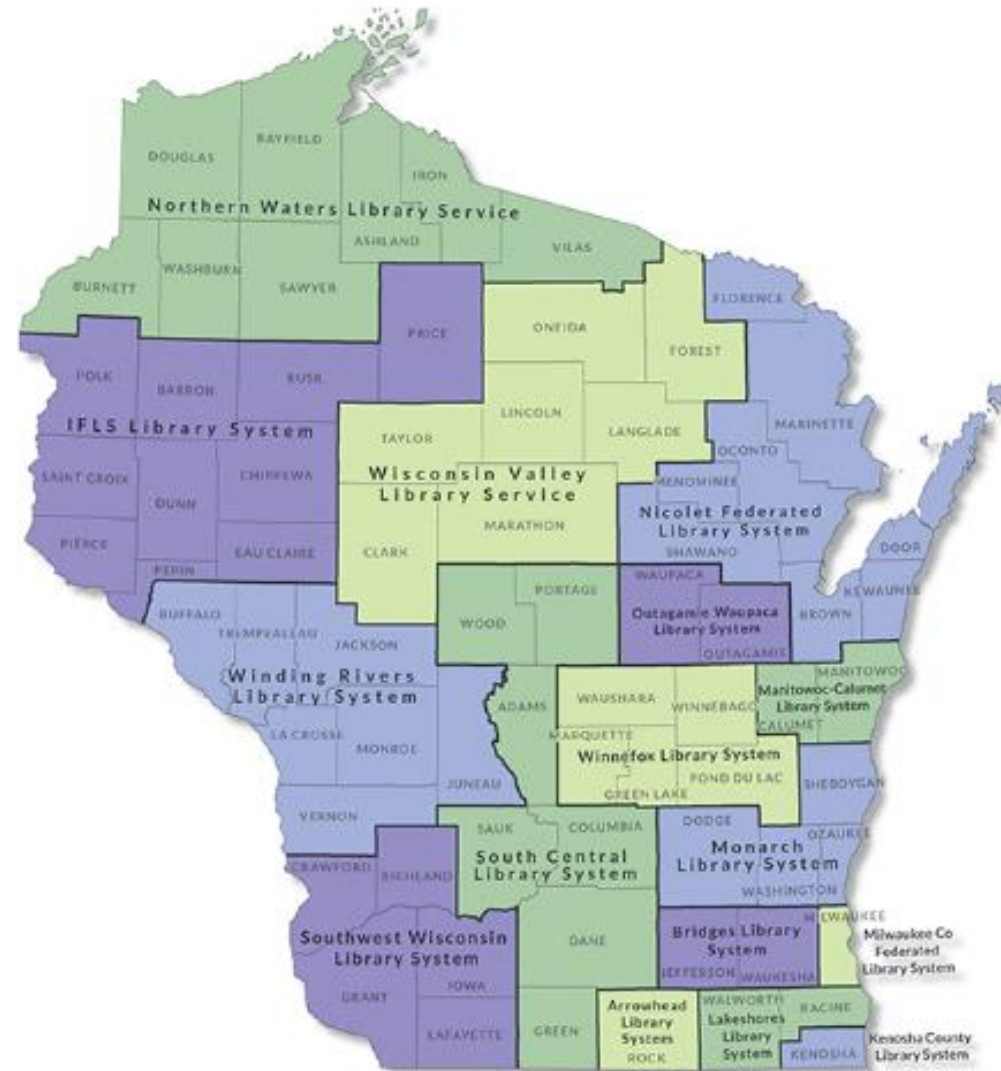 BAYFIELD
DOUGLAS
IRON
Northern Waters Library Service
ASHLAND
VILAS
WASHBURN
BURNETT
SAWYER
FLORENCE
PRICE
ONEIDA
FOREST
POLK
BARRON
RUSK
LINCOLN
MARINETTE
IFLS Library System
TAYLOR
LANGLADE
OCONTO
Wisconsin Valley
Library Service
SAINT CROIX
CHIPPEWA
MENOMINEE
DUNN
Nicolet Federated
Library System
MARATHON
PIERCE
EAU CLAIRE
CLARK
SHAWANO
DOOR
PEPIN
WAUPACA
PORTAGE
KEWAUNEE
BUFFALO
Outagamie Waupaca
Library System
BROWN
WOOD
TREMPEALEAU
JACKSON
OUTAGAMIE
Winding Rivers
Library System
MANITOWOC
Manitowoc-Calumet
Library System
ADAMS
WAUSHARA
WINNEBAGO
CALUMET
LA CROSSE
MARQUETTE
MONROE
Winnefox Library System
FOND DU LAC
JUNEAU
SHEBOYGAN
GREEN LAKE
VERNON
SAUK
COLUMBIA
DODGE
OZAUKEE
Monarch
Library System
South Central
Library System
CRAWFORD
RICHLAND
WASHINGTON
MILWAUKEE
Milwaukee Co
Federated
Library System
Bridges Library
System
Southwest Wisconsin
Library System
DANE
JEFFERSON
WAUKESHA
IOWA
GRANT
Arrowhead
Library
System
ROCK
WALWORTH
Lakeshores
Library
System
RACINE
LAFAYETTE
GREEN
KENOSHA
Kenosha County
Library System